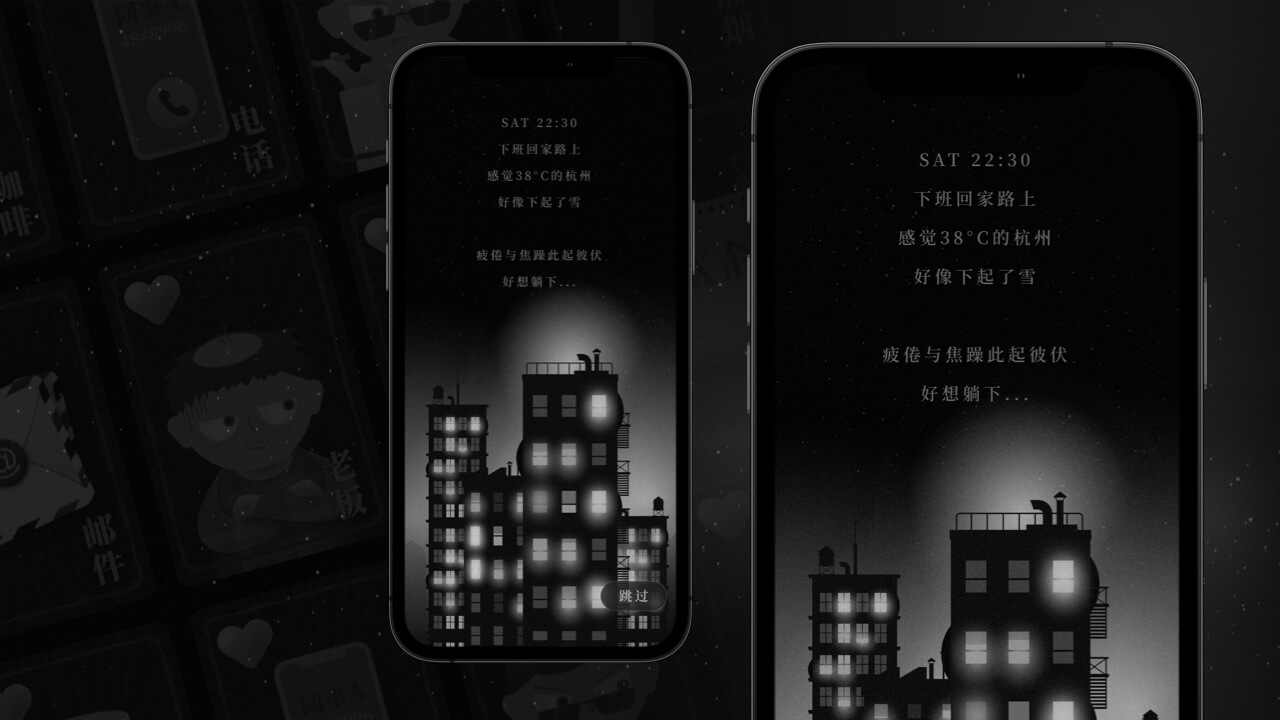 电话
咖啡
老板
邮件
@
同事A
SAT 22:30
下班回家路上
感觉38°C的杭州
好像下起了雪
疲倦与焦躁此起彼伏
好想躺下...
跳过
SAT 22:30
下班回家路上
感觉38°C的杭州
好像下起了雪
疲倦与焦躁此起彼伏
好想躺下...